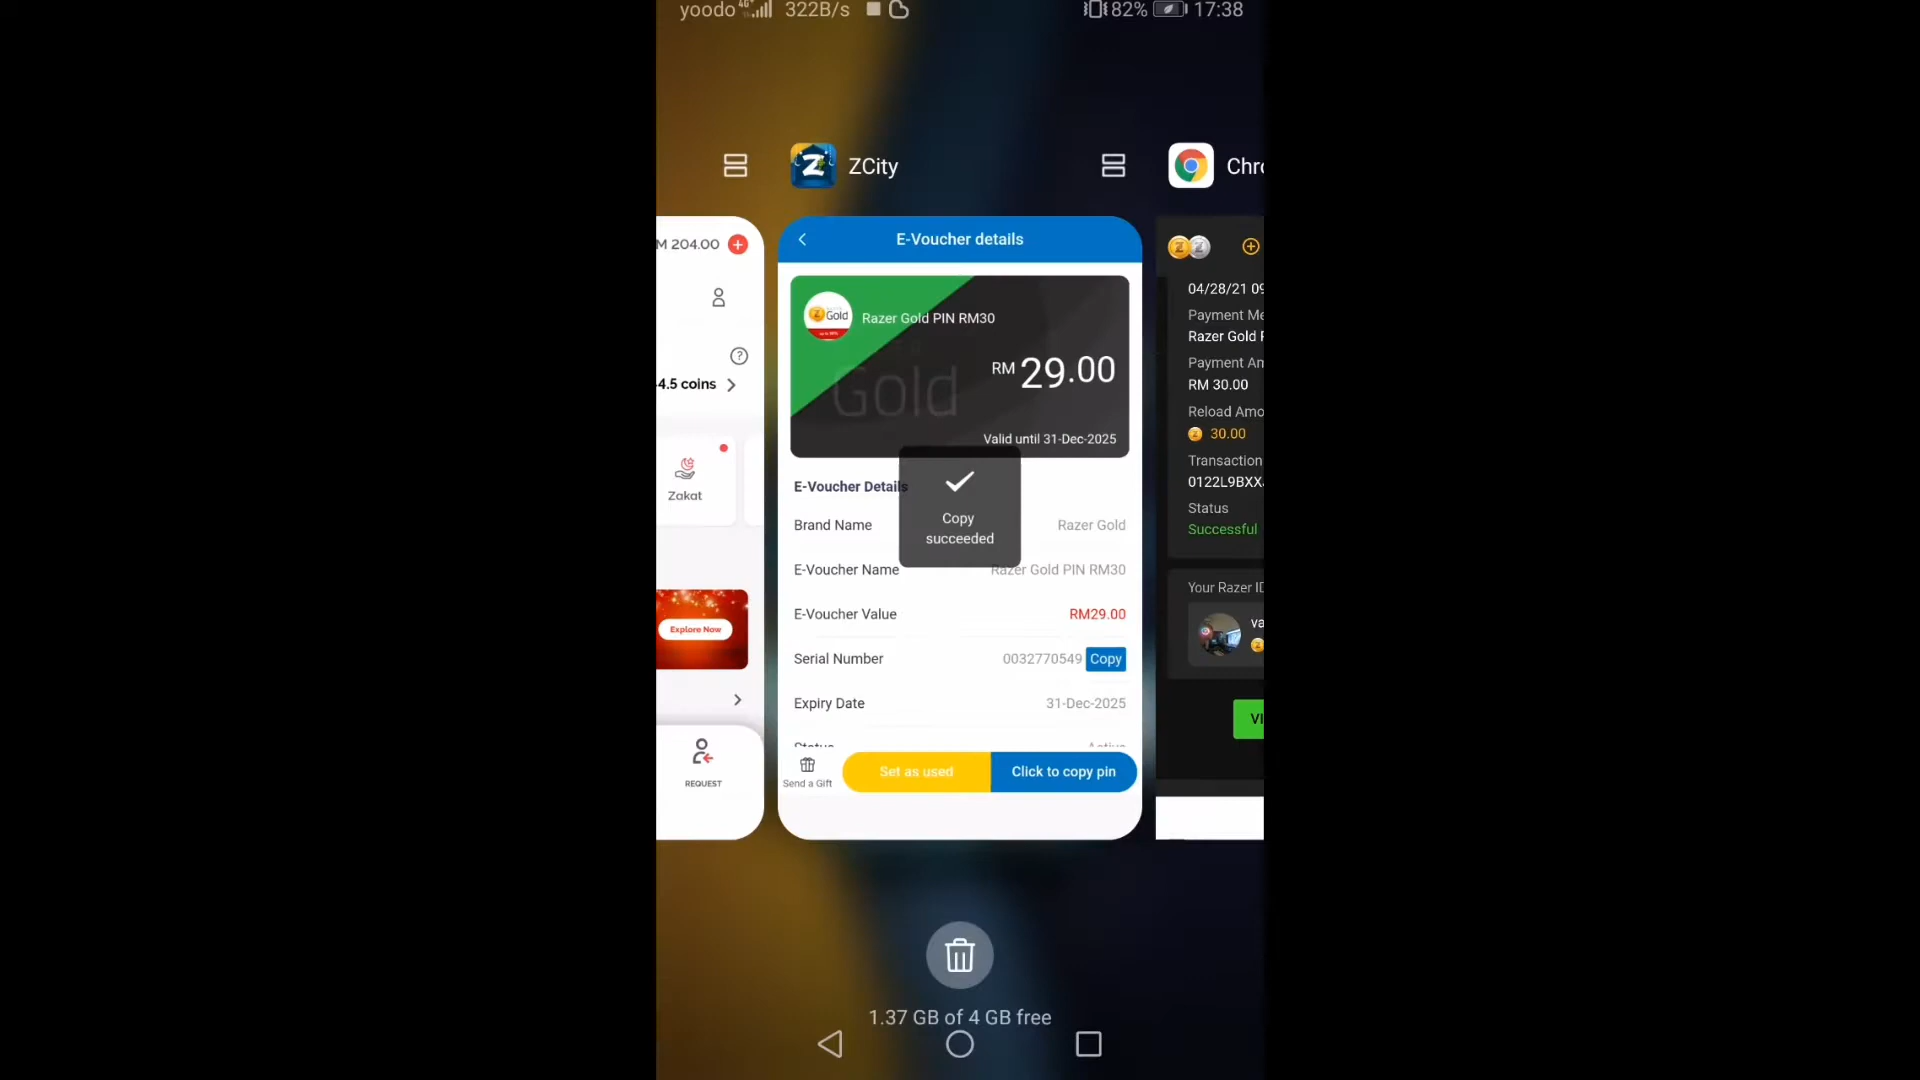 yoodo 4G 322B/s 82% 17:38
ZCity
Chr
M 204.00
4.5 coins
Zakat
Explore Now
REQUEST
E-Voucher details
Gold
Razer Gold PIN RM30
Gold
RM 29.00
Valid until 31-Dec-2025
Copy
succeeded
E-Voucher Details
Brand Name Razer Gold
E-Voucher Name Razer Gold PIN RM30
E-Voucher Value RM29.00
Serial Number 0032770549 Copy
Expiry Date 31-Dec-2025
Status Active
Send a Gift
Set as used
Click to copy pin
04/28/21 09
Payment Me
Razer Gold
Payment Am
RM 30.00
Reload Amo
30.00
Transaction
0122L9BXX
Status
Successful
Your Razer ID
va
VI
1.37 GB of 4 GB free